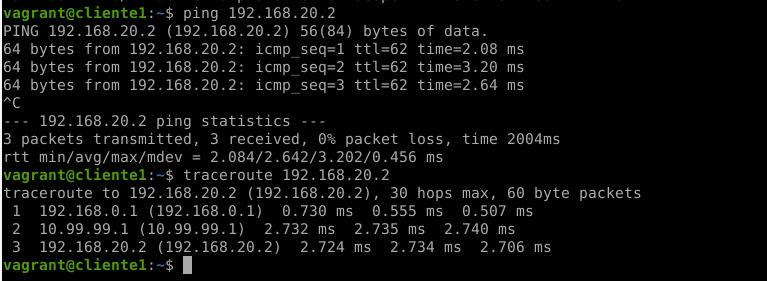 vagrant@cliente1:~$ ping 192.168.20.2
PING 192.168.20.2 (192.168.20.2) 56(84) bytes of data.
64 bytes from 192.168.20.2: icmp_seq=1 ttl=62 time=2.08 ms
64 bytes from 192.168.20.2: icmp_seq=2 ttl=62 time=3.20 ms
64 bytes from 192.168.20.2: icmp_seq=3 ttl=62 time=2.64 ms
^C
--- 192.168.20.2 ping statistics ---
3 packets transmitted, 3 received, 0% packet loss, time 2004ms
rtt min/avg/max/mdev = 2.084/2.642/3.202/0.456 ms
vagrant@cliente1:~$ traceroute 192.168.20.2
traceroute to 192.168.20.2 (192.168.20.2), 30 hops max, 60 byte packets
 1  192.168.0.1 (192.168.0.1)  0.730 ms  0.555 ms  0.507 ms
 2  10.99.99.1 (10.99.99.1)  2.732 ms  2.735 ms  2.740 ms
 3  192.168.20.2 (192.168.20.2)  2.724 ms  2.734 ms  2.706 ms
vagrant@cliente1:~$